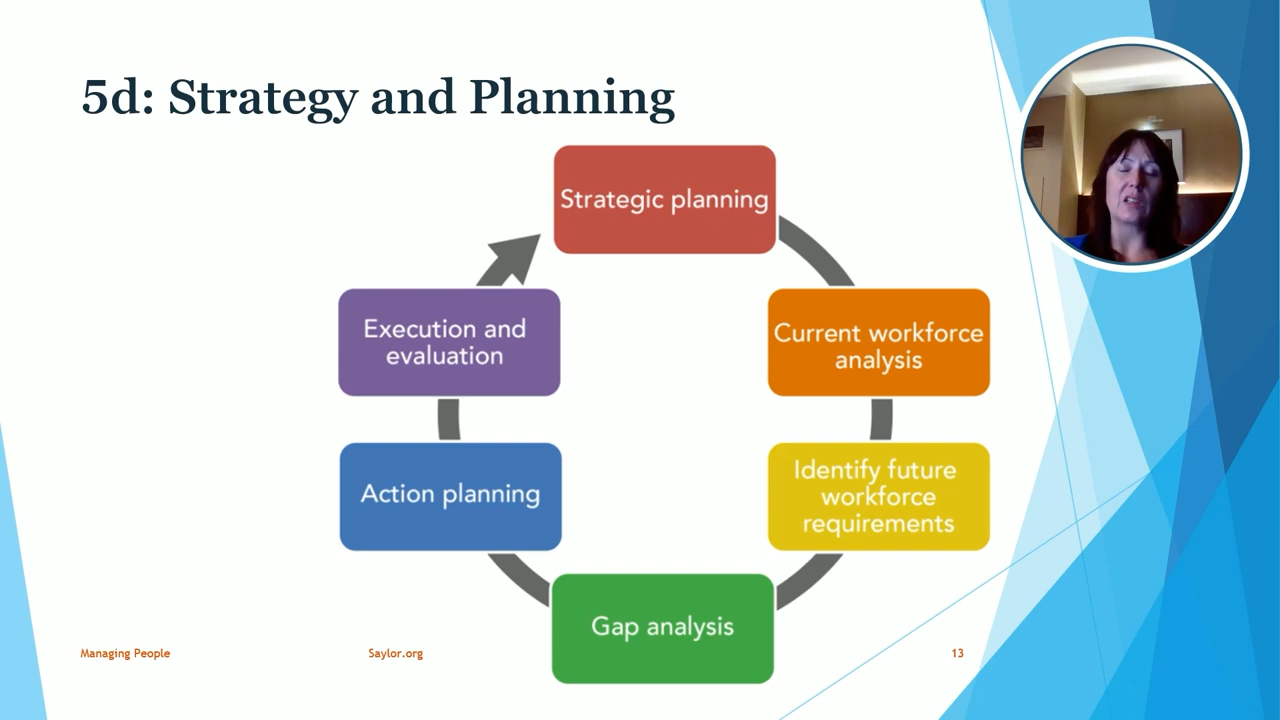 5d: Strategy and Planning
Strategic planning
Current workforce
analysis
Identify future
workforce
requirements
Gap analysis
Action planning
Execution and
evaluation
Managing People
Saylor.org
13